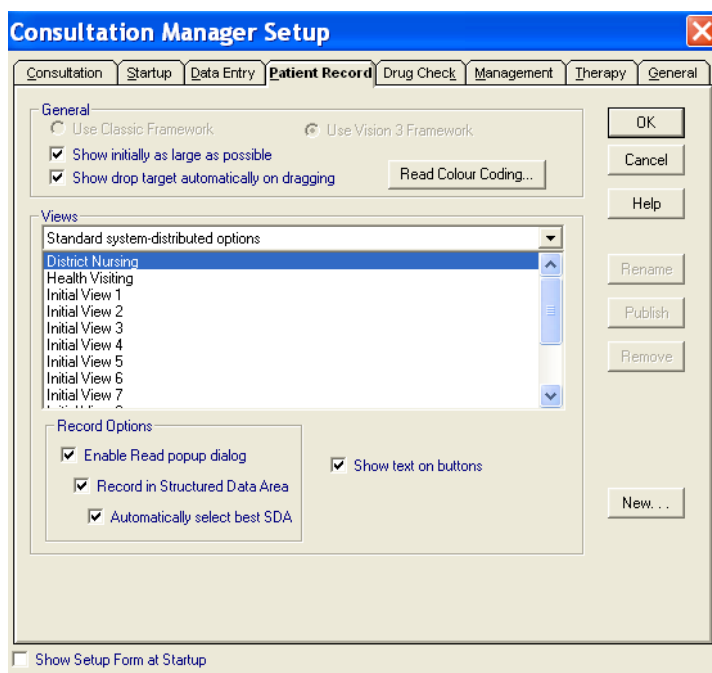 Consultation Manager Setup
Consultation Startup Data Entry Patient Record Drug Check Management Therapy General
General
Use Classic Framework Use Vision 3 Framework
Show initially as large as possible
Show drop target automatically on dragging Read Colour Coding...
OK
Cancel
Help
Views
Standard system-distributed options
District Nursing
Health Visiting
Initial View 1
Initial View 2
Initial View 3
Initial View 4
Initial View 5
Initial View 6
Initial View 7
Rename
Publish
Remove
Record Options
Enable Read popup dialog
Record in Structured Data Area
Automatically select best SDA
Show text on buttons
New. . .
Show Setup Form at Startup